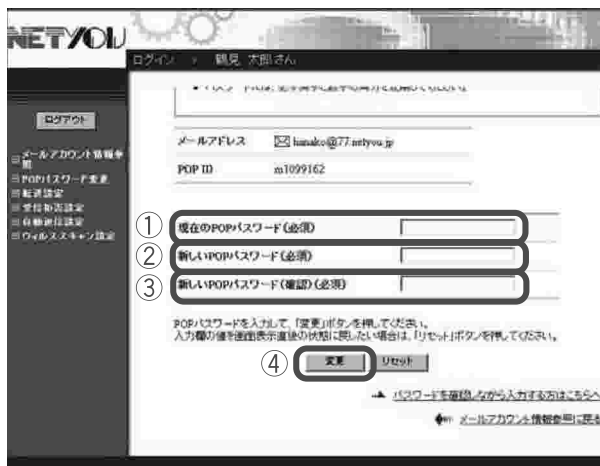 NETYOU
ログイン > 鶴見 太郎さん
ログアウト
メールアカウント情報参照
POPパスワード変更
転送設定
受信拒否設定
自動返信設定
ウィルススキャン設定
メールアドレス hanako@77.netyou.jp
POP ID m1099162
① 現在のPOPパスワード(必須)
② 新しいPOPパスワード(必須)
③ 新しいPOPパスワード(確認)(必須)
POPパスワードを入力して、「変更」ボタンを押してください。
入力欄の値を画面表示直後の状態に戻したい場合は、「リセット」ボタンを押してください。
④ 変更 リセット
パスワードを確認しながら入力する方はこちらへ
メールアカウント情報参照に戻る